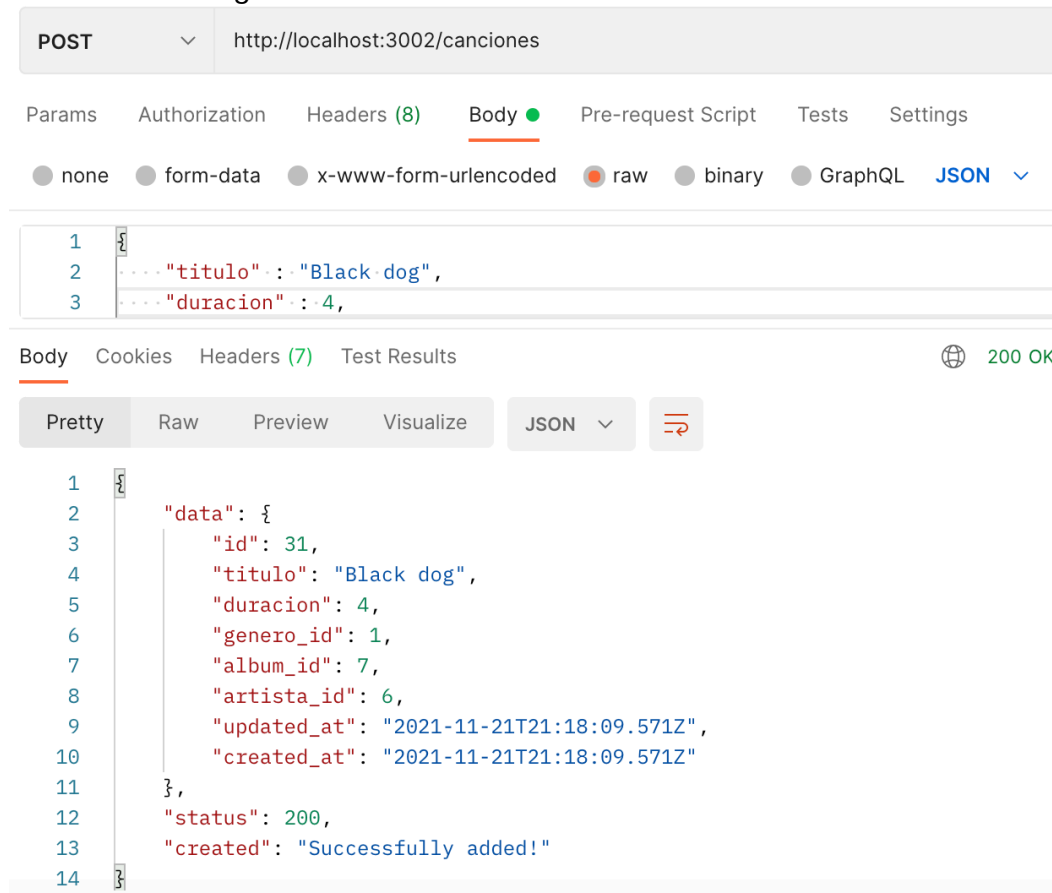 POST http://localhost:3002/canciones
Params Authorization Headers (8) Body Pre-request Script Tests Settings
none form-data x-www-form-urlencoded raw binary GraphQL JSON
1 {
2 "titulo" : "Black dog",
3 "duracion" : 4,
Body Cookies Headers (7) Test Results 200 OK
Pretty Raw Preview Visualize JSON
1 {
2 "data": {
3 "id": 31,
4 "titulo": "Black dog",
5 "duracion": 4,
6 "genero_id": 1,
7 "album_id": 7,
8 "artista_id": 6,
9 "updated_at": "2021-11-21T21:18:09.571Z",
10 "created_at": "2021-11-21T21:18:09.571Z"
11 },
12 "status": 200,
13 "created": "Successfully added!"
14 }